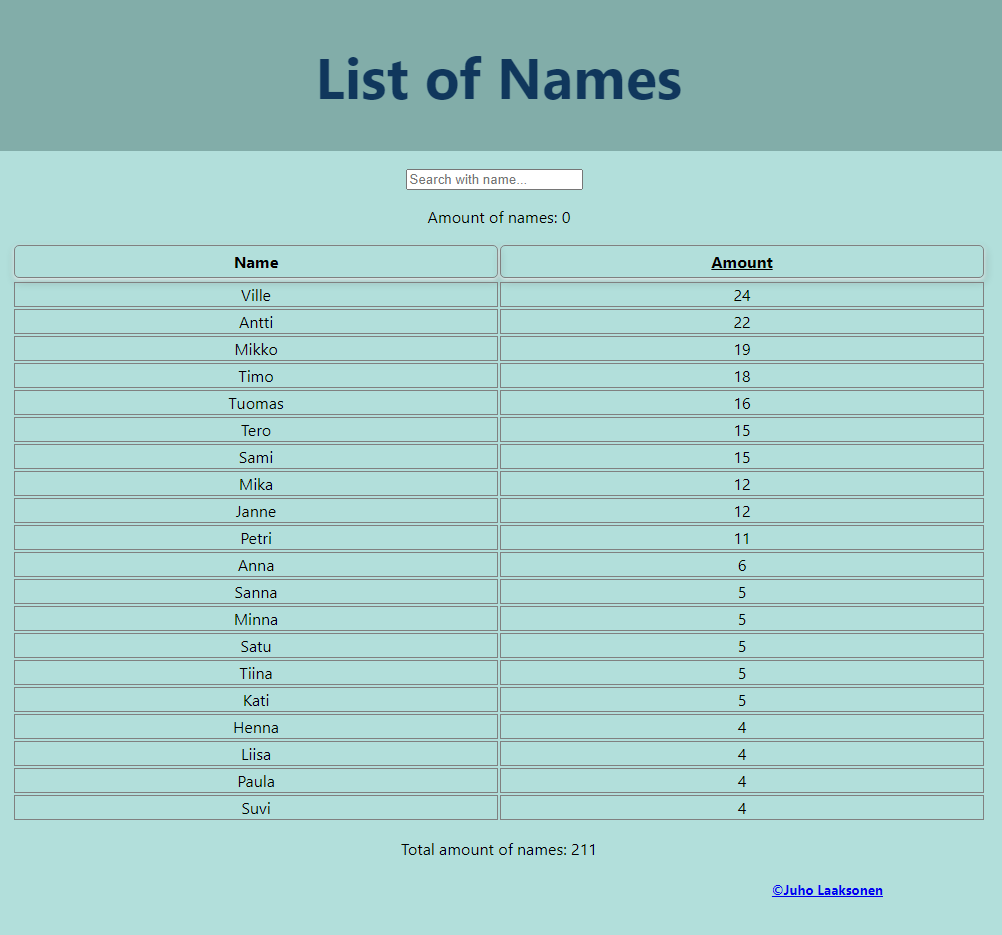 List of Names
Search with name...
Amount of names: 0
Name Amount
Ville 24
Antti 22
Mikko 19
Timo 18
Tuomas 16
Tero 15
Sami 15
Mika 12
Janne 12
Petri 11
Anna 6
Sanna 5
Minna 5
Satu 5
Tiina 5
Kati 5
Henna 4
Liisa 4
Paula 4
Suvi 4
Total amount of names: 211
©Juho Laaksonen